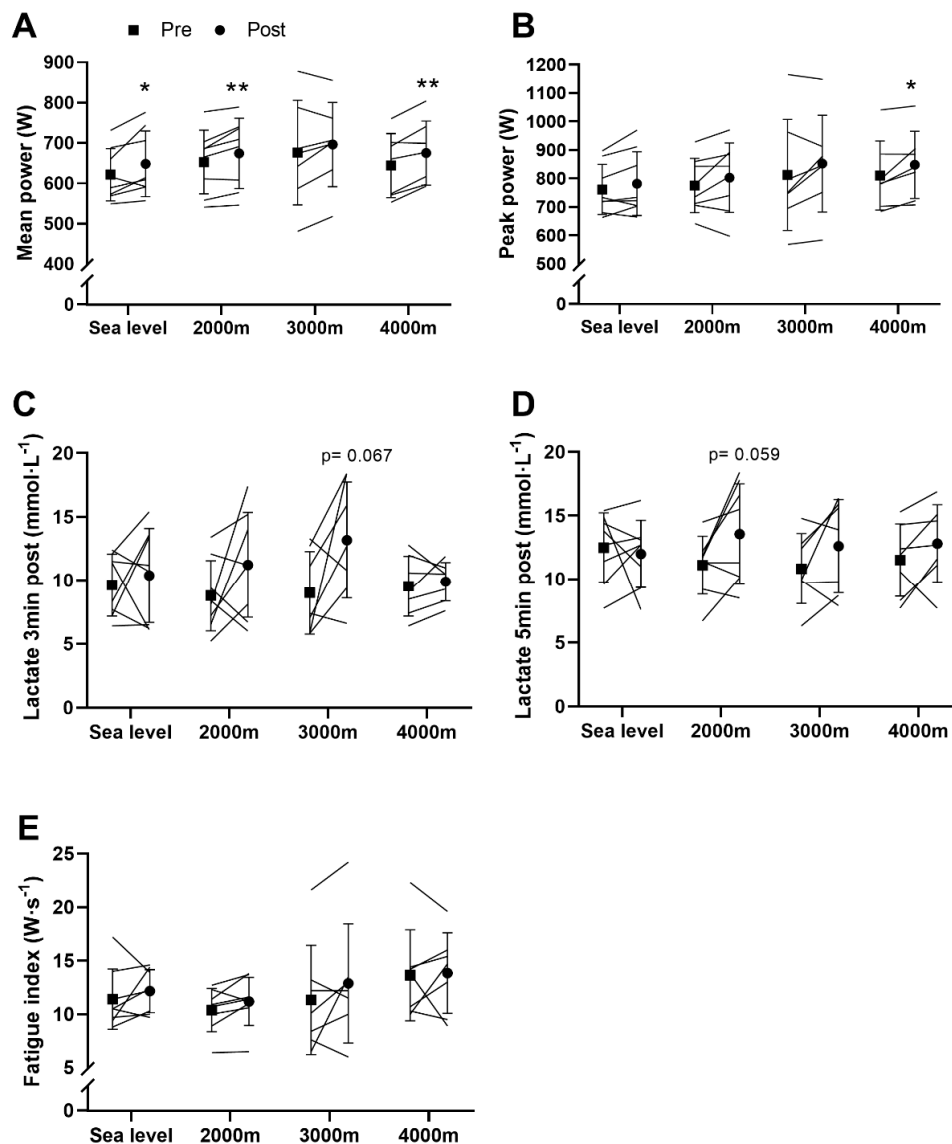 A
■ Pre ● Post
Mean power (W)
900
800
700
600
500
400
0
* ** **
Sea level 2000m 3000m 4000m
B
Peak power (W)
1200
1100
1000
900
800
700
600
500
0
*
Sea level 2000m 3000m 4000m
C
Lactate 3min post (mmol·L⁻¹)
20
15
10
5
0
p= 0.067
Sea level 2000m 3000m 4000m
D
Lactate 5min post (mmol·L⁻¹)
20
15
10
5
0
p= 0.059
Sea level 2000m 3000m 4000m
E
Fatigue index (W·s⁻¹)
25
20
15
10
5
0
Sea level 2000m 3000m 4000m